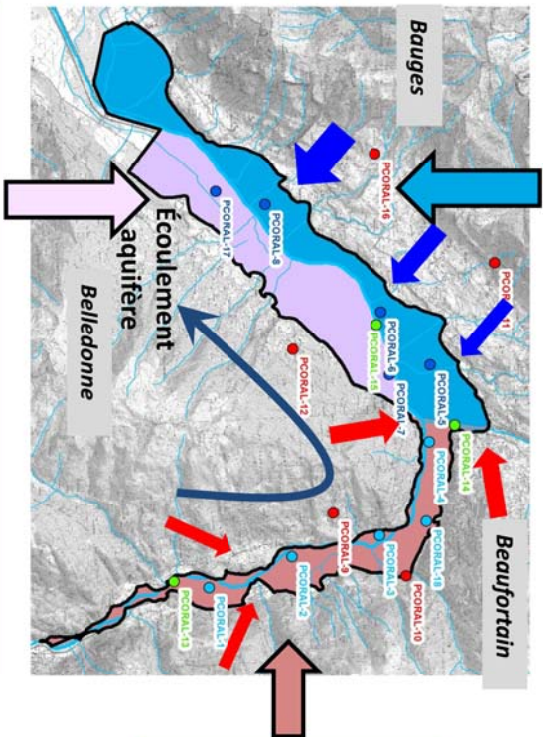 Bauges
Beaufortain
Belledonne
Écoulement
aquifère
PCORAL-16
PCORAL-11
PCORAL-8
PCORAL-17
PCORAL-6
PCORAL-15
PCORAL-7
PCORAL-5
PCORAL-14
PCORAL-4
PCORAL-18
PCORAL-12
PCORAL-9
PCORAL-3
PCORAL-10
PCORAL-2
PCORAL-1
PCORAL-13